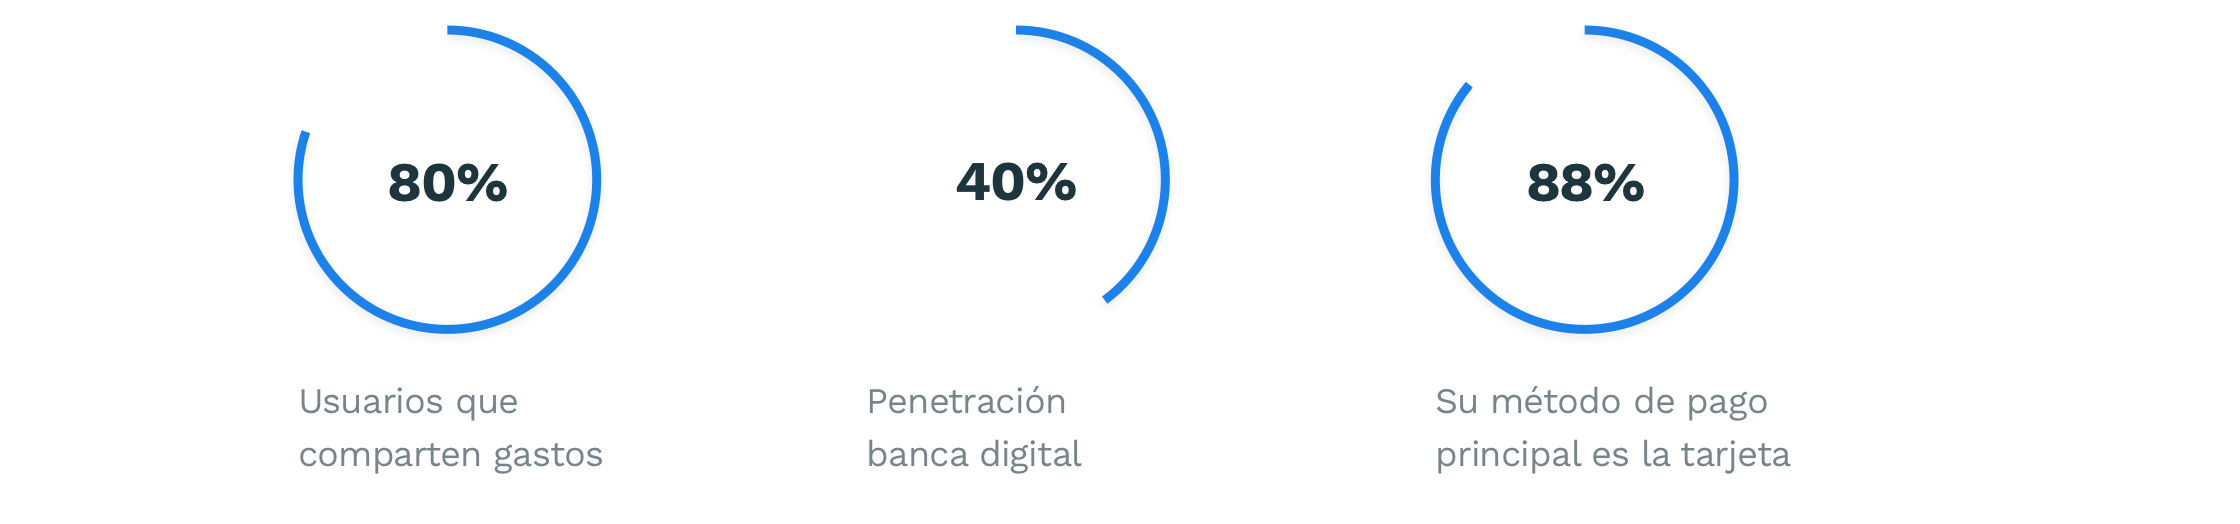 80%
Usuarios que
comparten gastos
40%
Penetración
banca digital
88%
Su método de pago
principal es la tarjeta